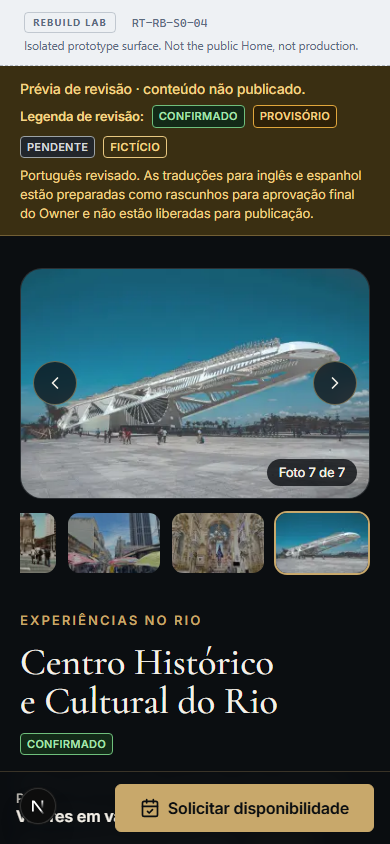 REBUILD LAB RT-RB-S0-04
Isolated prototype surface. Not the public Home, not production.
Prévia de revisão · conteúdo não publicado.
Legenda de revisão: CONFIRMADO PROVISÓRIO
PENDENTE FICTÍCIO
Português revisado. As traduções para inglês e espanhol
estão preparadas como rascunhos para aprovação final
do Owner e não estão liberadas para publicação.
Foto 7 de 7
EXPERIÊNCIAS NO RIO
Centro Histórico
e Cultural do Rio
CONFIRMADO
N
em
Solicitar disponibilidade